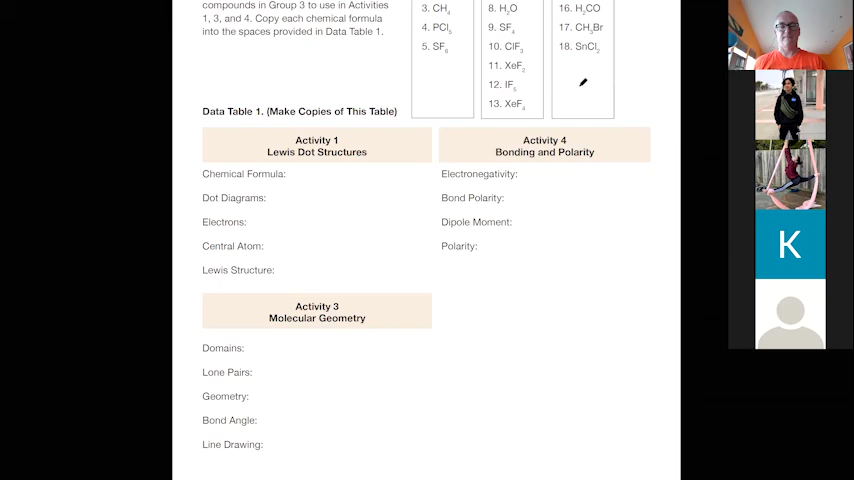 compounds in Group 3 to use in Activities
1, 3, and 4. Copy each chemical formula
into the spaces provided in Data Table 1.
3. CH4
4. PCl5
5. SF6
8. H2O
9. SF4
10. ClF3
11. XeF2
12. IF5
13. XeF4
16. H2CO
17. CH3Br
18. SnCl2
Data Table 1. (Make Copies of This Table)
Activity 1
Lewis Dot Structures
Chemical Formula:
Dot Diagrams:
Electrons:
Central Atom:
Lewis Structure:
Activity 4
Bonding and Polarity
Electronegativity:
Bond Polarity:
Dipole Moment:
Polarity:
Activity 3
Molecular Geometry
Domains:
Lone Pairs:
Geometry:
Bond Angle:
Line Drawing:
K